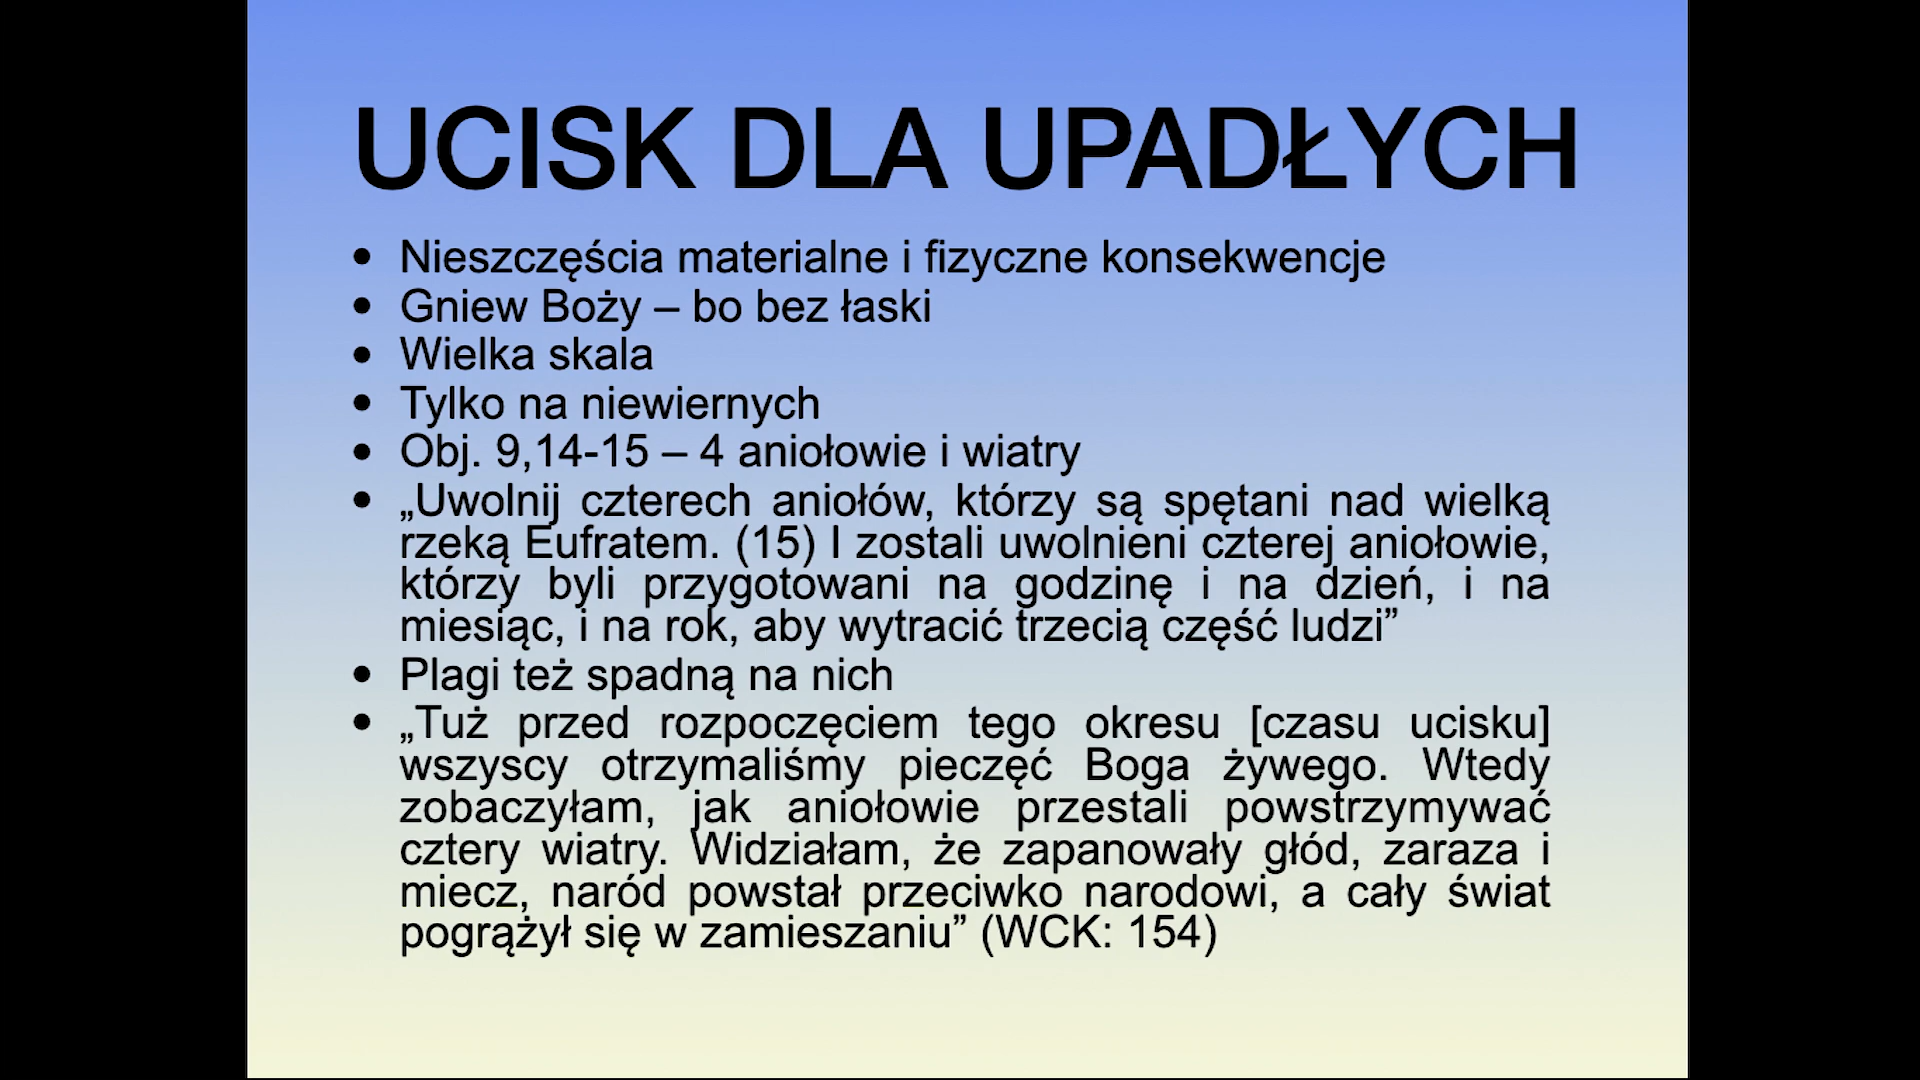 UCISK DLA UPADŁYCH
• Nieszczęścia materialne i fizyczne konsekwencje
• Gniew Boży – bo bez łaski
• Wielka skala
• Tylko na niewiernych
• Obj. 9,14-15 – 4 aniołowie i wiatry
• „Uwolnij czterech aniołów, którzy są spętani nad wielką
rzeką Eufratem. (15) I zostali uwolnieni czterej aniołowie,
którzy byli przygotowani na godzinę i na dzień, i na
miesiąc, i na rok, aby wytracić trzecią część ludzi”
• Plagi też spadną na nich
• „Tuż przed rozpoczęciem tego okresu [czasu ucisku]
wszyscy otrzymaliśmy pieczęć Boga żywego. Wtedy
zobaczyłam, jak aniołowie przestali powstrzymywać
cztery wiatry. Widziałam, że zapanowały głód, zaraza i
miecz, naród powstał przeciwko narodowi, a cały świat
pogrążył się w zamieszaniu” (WCK: 154)